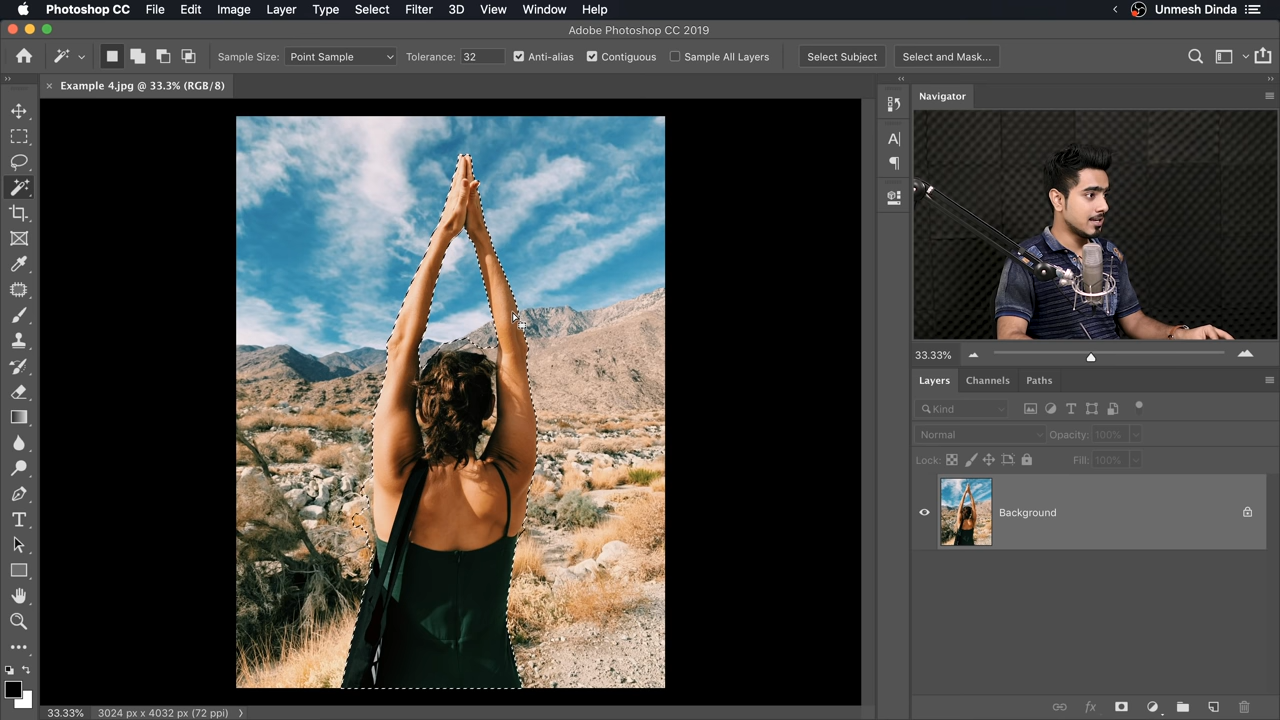 Photoshop CC File Edit Image Layer Type Select Filter 3D View Window Help Unmesh Dinda
Adobe Photoshop CC 2019
Sample Size: Point Sample Tolerance: 32 Anti-alias Contiguous Sample All Layers Select Subject Select and Mask...
× Example 4.jpg @ 33.3% (RGB/8)
Navigator
33.33%
Layers Channels Paths
Kind
Normal Opacity: 100%
Lock: Fill: 100%
Background
33.33% 3024 px x 4032 px (72 ppi)